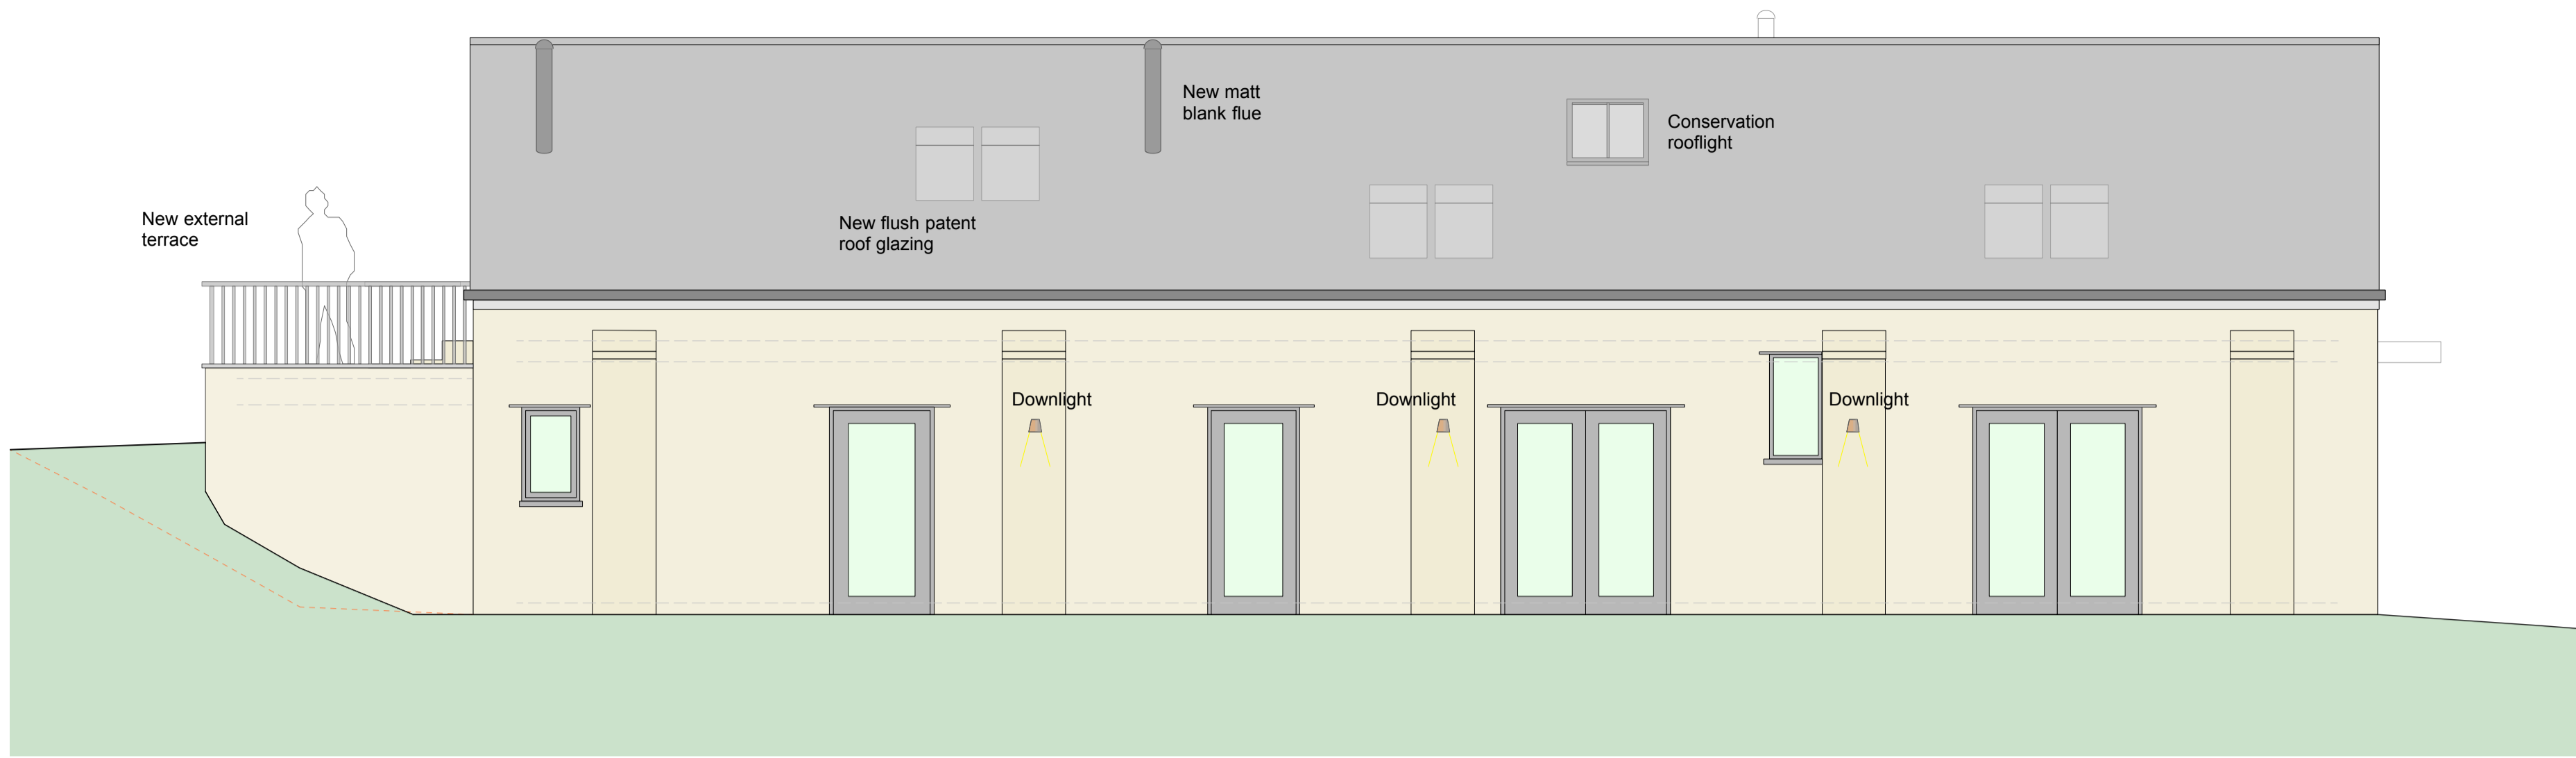 New matt
blank flue
Conservation
rooflight
New external
terrace
New flush patent
roof glazing
Downlight
Downlight
Downlight